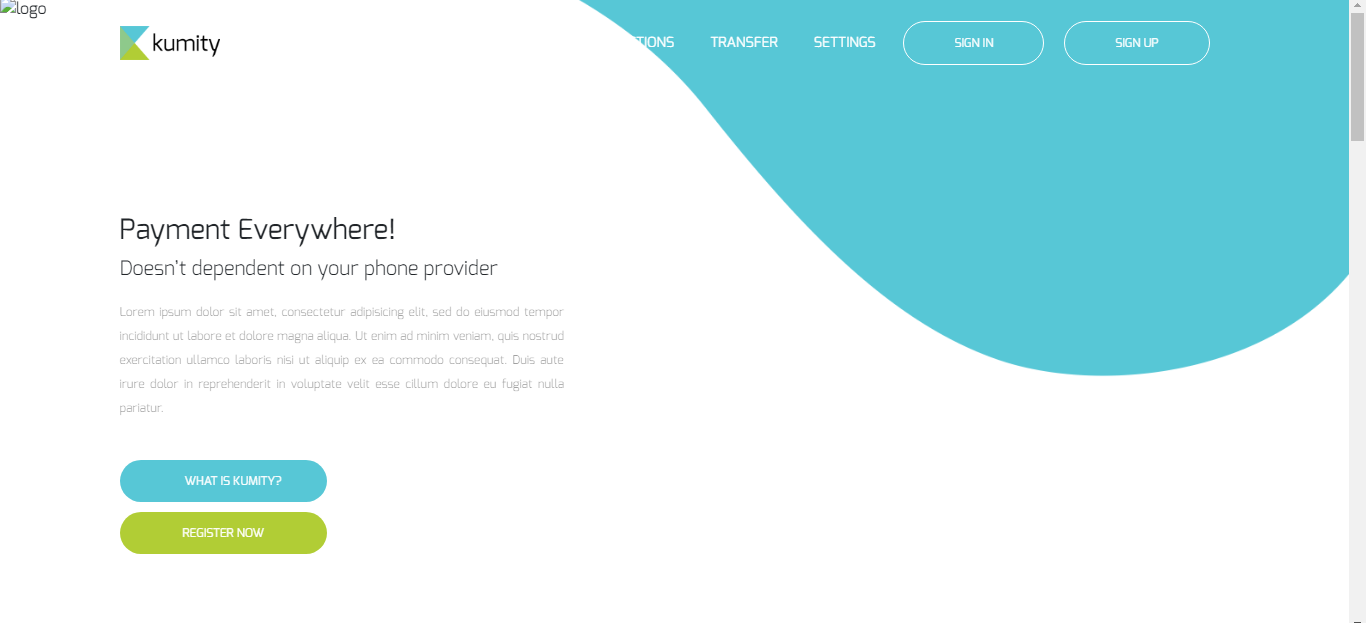 logo
kumity
TIONS TRANSFER SETTINGS SIGN IN SIGN UP
Payment Everywhere!
Doesn't dependent on your phone provider
Lorem ipsum dolor sit amet, consectetur adipisicing elit, sed do eiusmod tempor
incididunt ut labore et dolore magna aliqua. Ut enim ad minim veniam, quis nostrud
exercitation ullamco laboris nisi ut aliquip ex ea commodo consequat. Duis aute
irure dolor in reprehenderit in voluptate velit esse cillum dolore eu fugiat nulla
pariatur.
WHAT IS KUMITY?
REGISTER NOW